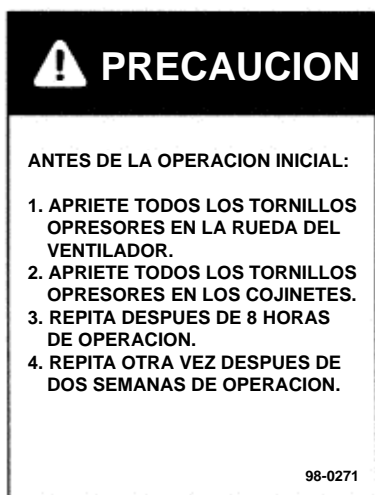 PRECAUCION
ANTES DE LA OPERACION INICIAL:
1. APRIETE TODOS LOS TORNILLOS
OPRESORES EN LA RUEDA DEL
VENTILADOR.
2. APRIETE TODOS LOS TORNILLOS
OPRESORES EN LOS COJINETES.
3. REPITA DESPUES DE 8 HORAS
DE OPERACION.
4. REPITA OTRA VEZ DESPUES DE
DOS SEMANAS DE OPERACION.
98-0271